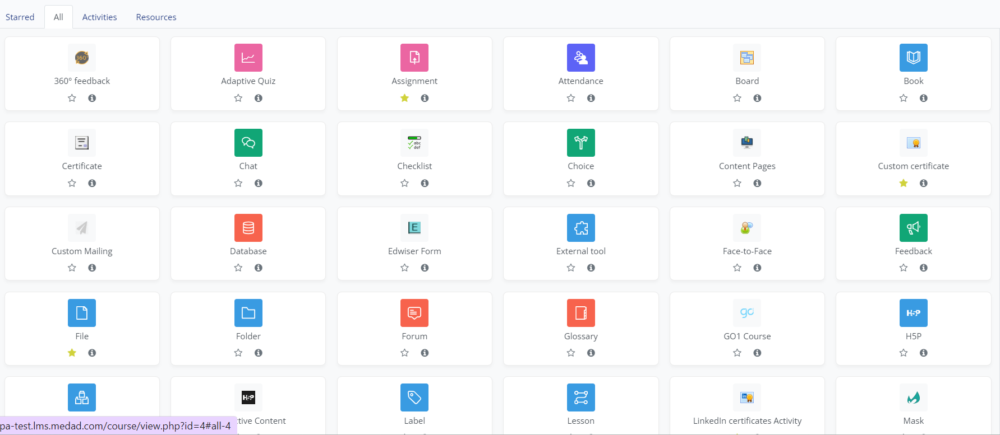 Starred All Activities Resources
360° feedback Adaptive Quiz Assignment Attendance Board Book
Certificate Chat Checklist Choice Content Pages Custom certificate
Custom Mailing Database Edwiser Form External tool Face-to-Face Feedback
File Folder Forum Glossary GO1 Course H5P
tive Content Label Lesson LinkedIn certificates Activity Mask
pa-test.lms.medad.com/course/view.php?id=4#all-4